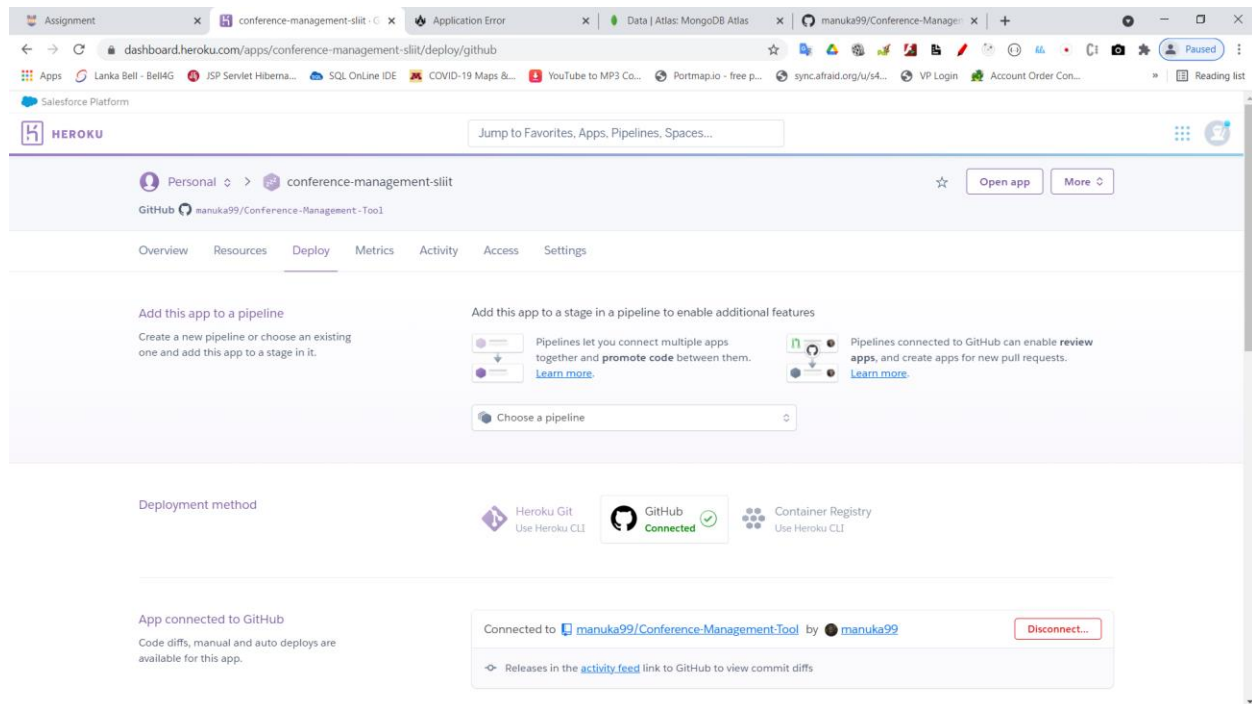 Assignment
conference-management-sliit - G
Application Error
Data | Atlas: MongoDB Atlas
manuka99/Conference-Manager
dashboard.heroku.com/apps/conference-management-sliit/deploy/github
Paused
Apps
Lanka Bell - Bell4G
JSP Servlet Hiberna...
SQL OnLine IDE
COVID-19 Maps &...
YouTube to MP3 Co...
Portmap.io - free p...
sync.afraid.org/u/s4...
VP Login
Account Order Con...
»
Reading list
Salesforce Platform
HEROKU
Jump to Favorites, Apps, Pipelines, Spaces...
Personal > conference-management-sliit
Open app
More
GitHub manuka99/Conference-Management-Tool
Overview
Resources
Deploy
Metrics
Activity
Access
Settings
Add this app to a pipeline
Create a new pipeline or choose an existing
one and add this app to a stage in it.
Add this app to a stage in a pipeline to enable additional features
Pipelines let you connect multiple apps
together and promote code between them.
Learn more.
Pipelines connected to GitHub can enable review
apps, and create apps for new pull requests.
Learn more.
Choose a pipeline
Deployment method
Heroku Git
Use Heroku CLI
GitHub
Connected
Container Registry
Use Heroku CLI
App connected to GitHub
Code diffs, manual and auto deploys are
available for this app.
Connected to manuka99/Conference-Management-Tool by manuka99
Disconnect...
Releases in the activity feed link to GitHub to view commit diffs